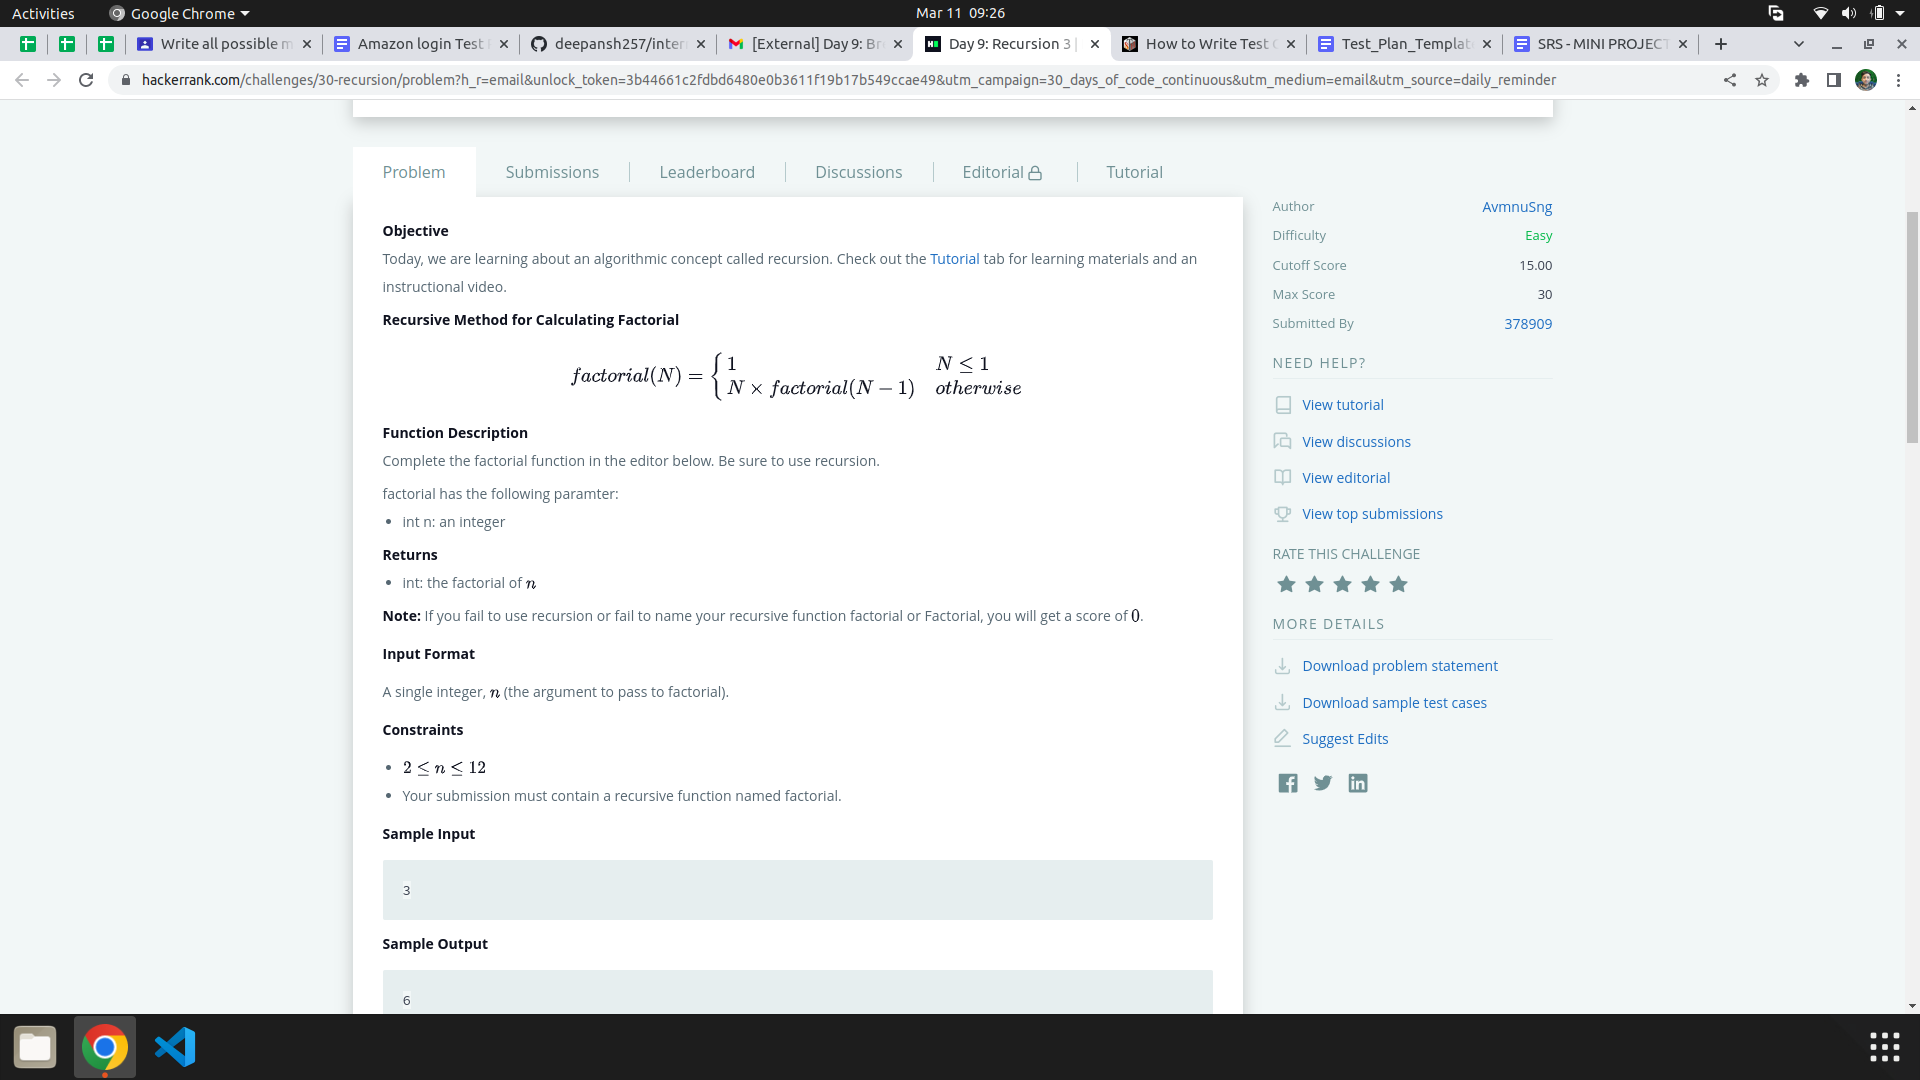 Activities Google Chrome Mar 11 09:26
Write all possible m Amazon login Test deepansh257/inter [External] Day 9: Br Day 9: Recursion 3 | How to Write Test C Test_Plan_Templat SRS - MINI PROJECT
hackerrank.com/challenges/30-recursion/problem?h_r=email&unlock_token=3b44661c2fdbd6480e0b3611f19b17b549ccae49&utm_campaign=30_days_of_code_continuous&utm_medium=email&utm_source=daily_reminder
Problem Submissions Leaderboard Discussions Editorial Tutorial
Objective
Today, we are learning about an algorithmic concept called recursion. Check out the Tutorial tab for learning materials and an
instructional video.
Recursive Method for Calculating Factorial
factorial(N) = { 1 N ≤ 1
N × factorial(N − 1) otherwise
Function Description
Complete the factorial function in the editor below. Be sure to use recursion.
factorial has the following paramter:
• int n: an integer
Returns
• int: the factorial of n
Note: If you fail to use recursion or fail to name your recursive function factorial or Factorial, you will get a score of 0.
Input Format
A single integer, n (the argument to pass to factorial).
Constraints
• 2 ≤ n ≤ 12
• Your submission must contain a recursive function named factorial.
Sample Input
3
Sample Output
6
Author AvmnuSng
Difficulty Easy
Cutoff Score 15.00
Max Score 30
Submitted By 378909
NEED HELP?
View tutorial
View discussions
View editorial
View top submissions
RATE THIS CHALLENGE
MORE DETAILS
Download problem statement
Download sample test cases
Suggest Edits